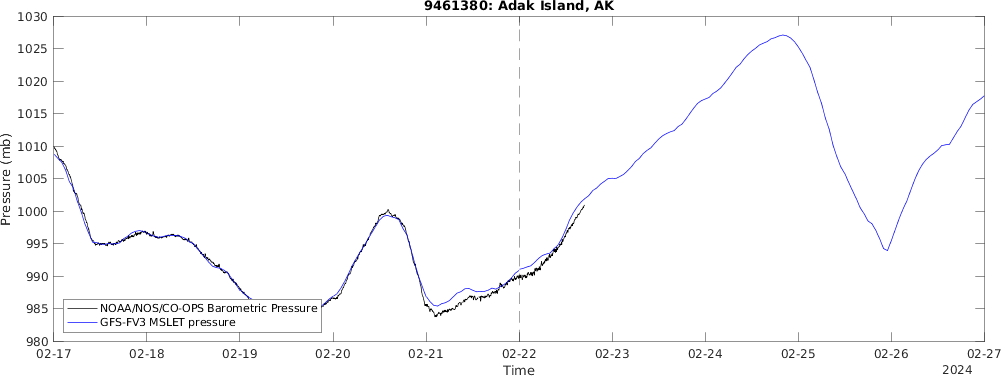 9461380: Adak Island, AK
Pressure (mb)
1030
1025
1020
1015
1010
1005
1000
995
990
985
980
NOAA/NOS/CO-OPS Barometric Pressure
GFS-FV3 MSLET pressure
02-17 02-18 02-19 02-20 02-21 02-22 02-23 02-24 02-25 02-26 02-27
Time
2024